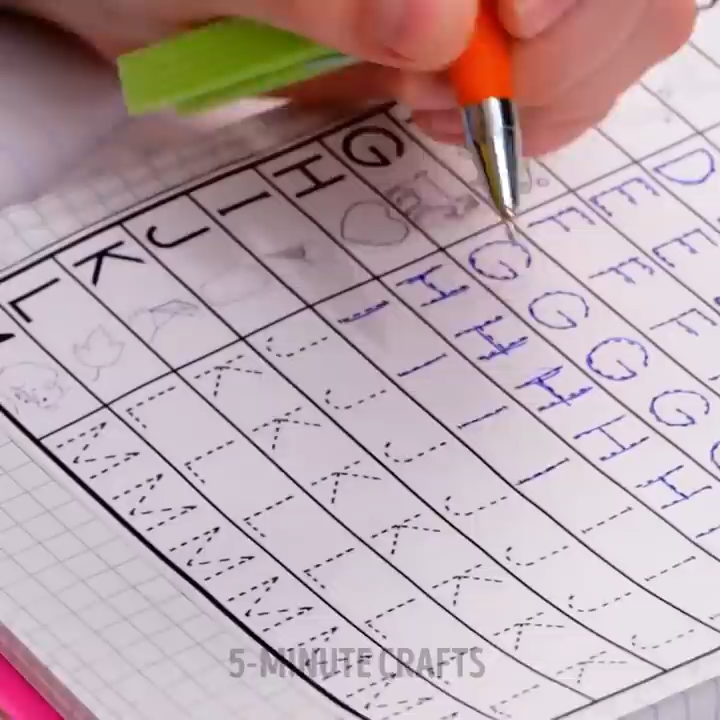 D
E E
F F F
G G G G G
H H H H H H
I I I I I I I
J J J J J J J J
K K K K K K K K
L L L L L L L L
M M M M M M M
5-MINUTE CRAFTS